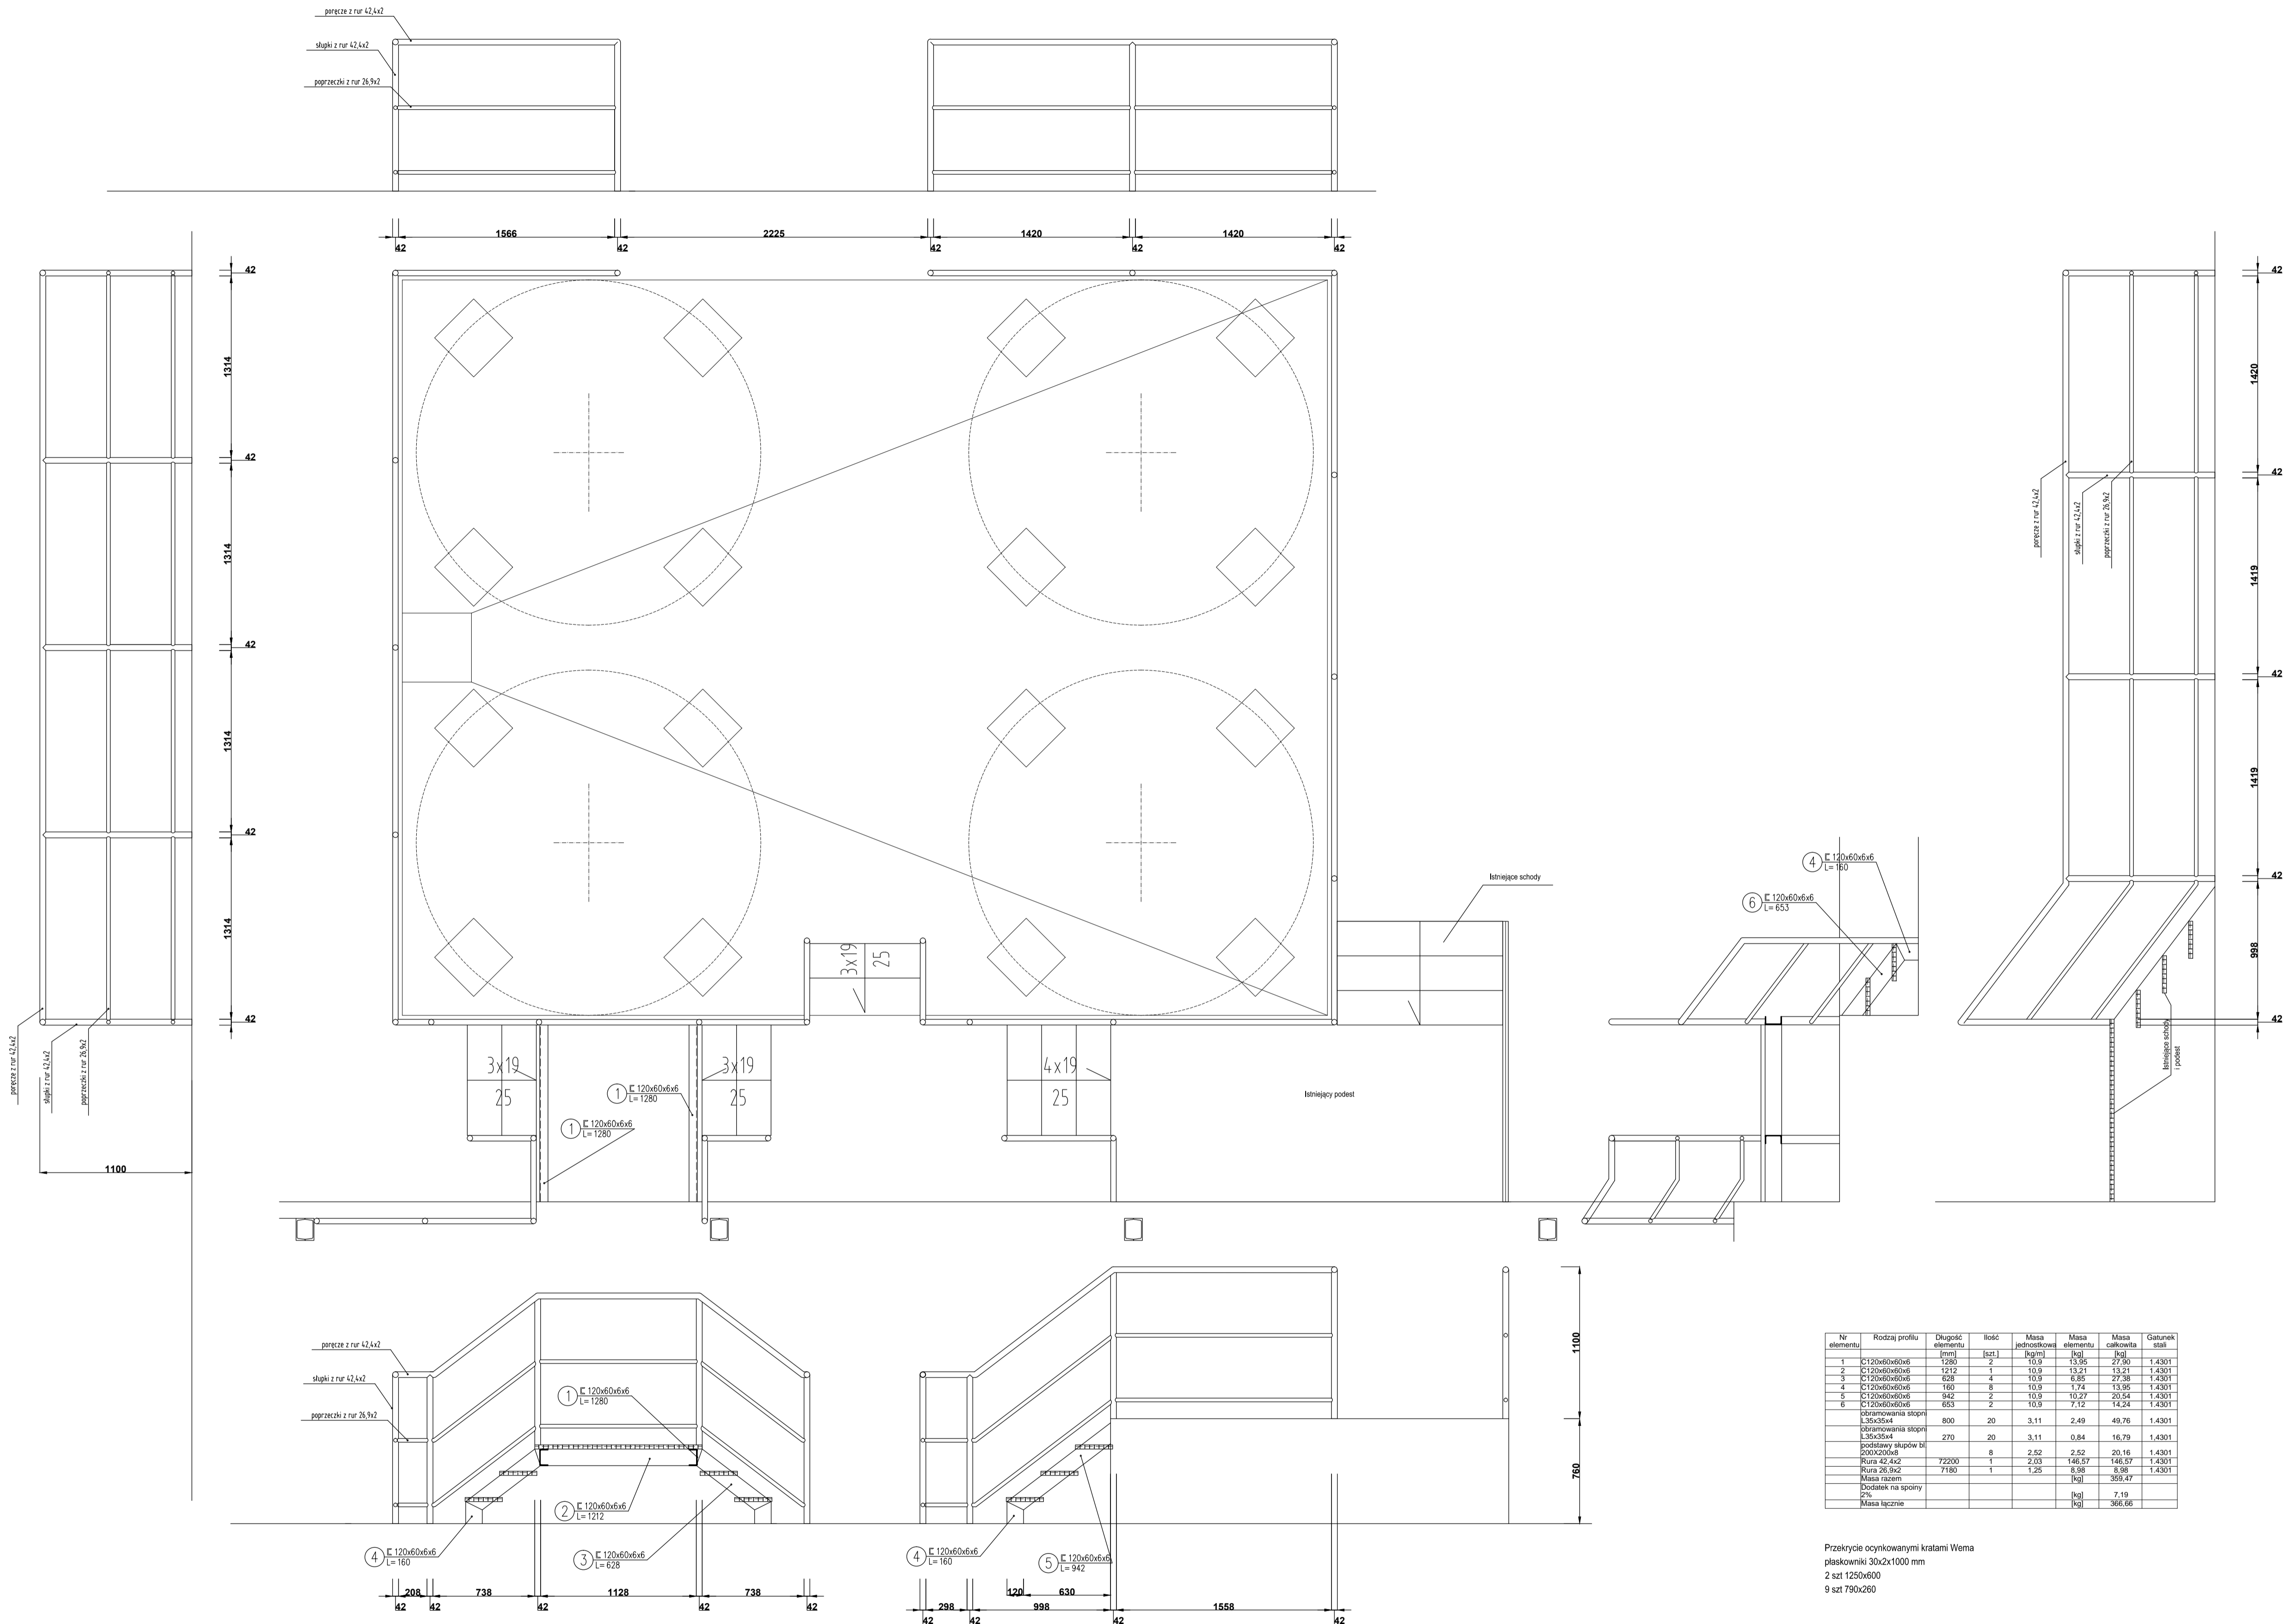 poręcze z rur 42,4x2
słupki z rur 42,4x2
poprzeczki z rur 26,9x2
1566
2225
1420
1420
42
42
42
42
42
42
1314
42
1314
42
1314
42
1314
42
poręcze z rur 42,4x2
słupki z rur 42,4x2
poprzeczki z rur 26,9x2
1100
42
1420
42
1419
42
1419
42
998
42
poręcze z rur 42,4x2
słupki z rur 42,4x2
poprzeczki z rur 26,9x2
Istniejące schody
i podest
Istniejące schody
4 120x60x6x6
L= 160
6 120x60x6x6
L= 653
3x19
25
3x19
25
3x19
25
4x19
25
1 120x60x6x6
L= 1280
1 120x60x6x6
L= 1280
Istniejący podest
poręcze z rur 42,4x2
słupki z rur 42,4x2
poprzeczki z rur 26,9x2
1 120x60x6x6
L= 1280
2 120x60x6x6
L= 1212
4 120x60x6x6
L= 160
3 120x60x6x6
L= 628
208
738
1128
738
42
42
42
42
42
4 120x60x6x6
L= 160
5 120x60x6x6
L= 942
120
630
298
998
1558
42
42
42
42
1100
760
Nr elementu Rodzaj profilu Długość elementu Ilość Masa jednostkowa Masa elementu Masa całkowita Gatunek stali
[mm] [szt.] [kg/m] [kg] [kg]
1 C120x60x60x6 1280 2 10,9 13,95 27,90 1.4301
2 C120x60x60x6 1212 1 10,9 13,21 13,21 1.4301
3 C120x60x60x6 628 4 10,9 6,85 27,38 1.4301
4 C120x60x60x6 160 8 10,9 1,74 13,95 1.4301
5 C120x60x60x6 942 2 10,9 10,27 20,54 1.4301
6 C120x60x60x6 653 2 10,9 7,12 14,24 1.4301
obramowania stopni
L35x35x4 800 20 3,11 2,49 49,76 1.4301
obramowania stopni
L35x35x4 270 20 3,11 0,84 16,79 1,4301
podstawy słupów bl.
200X200x8 8 2,52 2,52 20,16 1.4301
Rura 42,4x2 72200 1 2,03 146,57 146,57 1.4301
Rura 26,9x2 7180 1 1,25 8,98 8,98 1.4301
Masa razem [kg] 359,47
Dodatek na spoiny
2% [kg] 7,19
Masa łącznie [kg] 366,66
Przekrycie ocynkowanymi kratami Wema
płaskowniki 30x2x1000 mm
2 szt 1250x600
9 szt 790x260